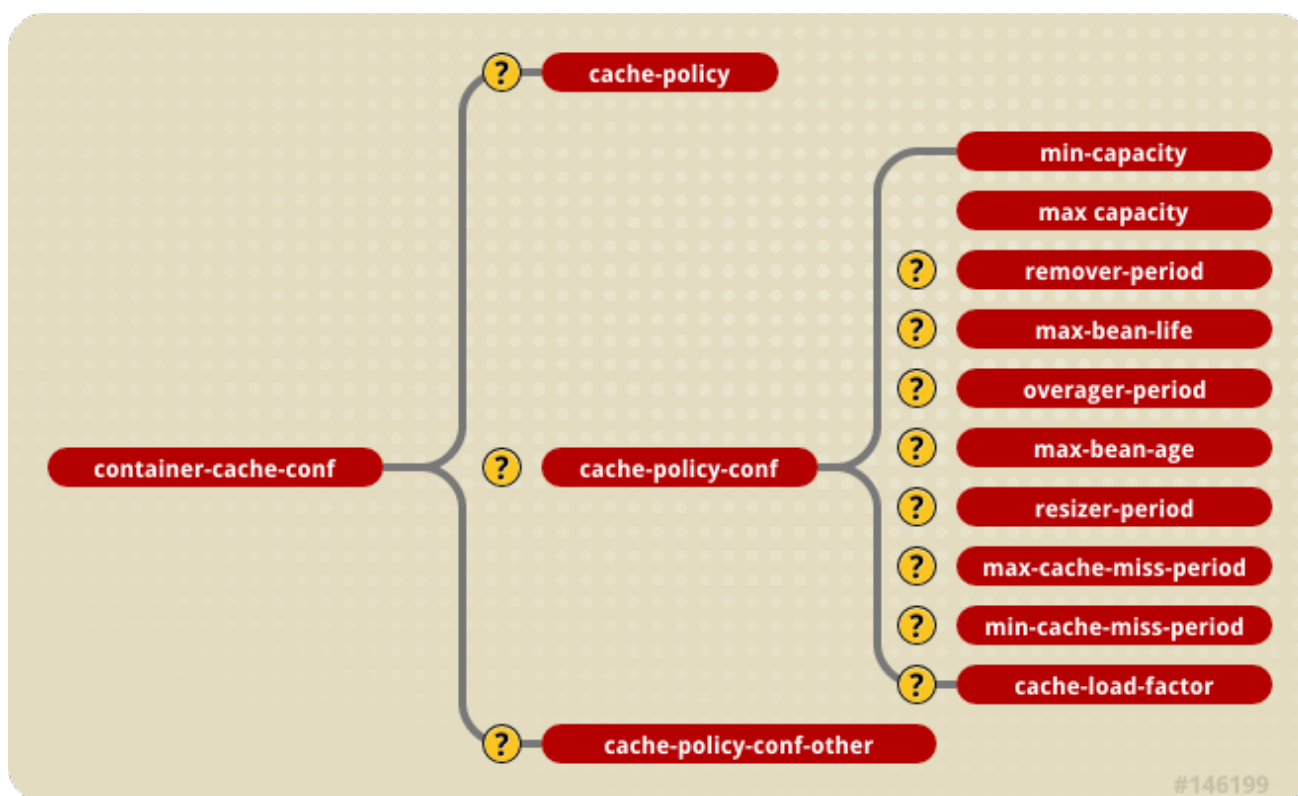 ?
cache-policy
min-capacity
max capacity
?
remover-period
?
max-bean-life
?
overager-period
?
max-bean-age
container-cache-conf
?
cache-policy-conf
?
resizer-period
?
max-cache-miss-period
?
min-cache-miss-period
?
cache-load-factor
?
cache-policy-conf-other
#146199